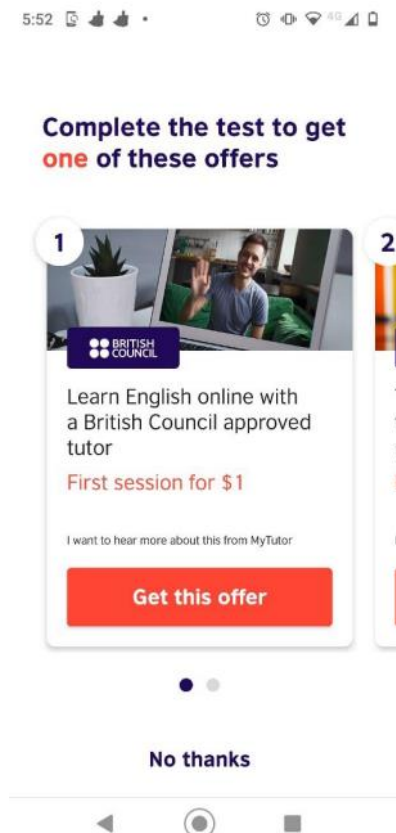 5:52
4G
Complete the test to get
one of these offers
1
2
BRITISH
COUNCIL
Learn English online with
a British Council approved
tutor
First session for $1
I want to hear more about this from MyTutor
Get this offer
No thanks